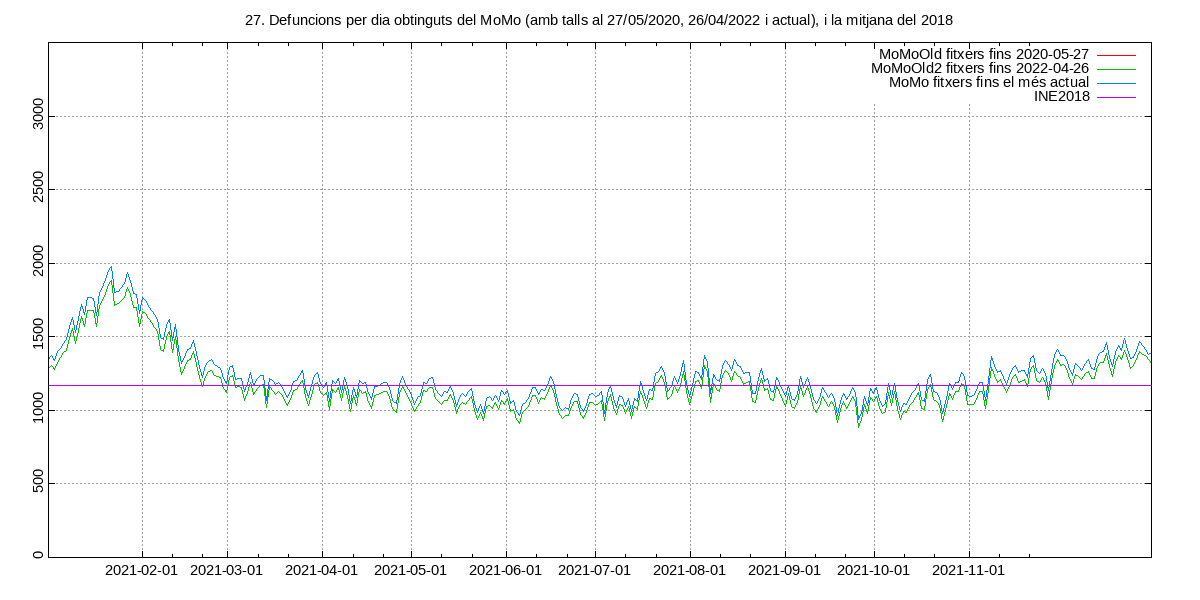 27. Defuncions per dia obtinguts del MoMo (amb talls al 27/05/2020, 26/04/2022 i actual), i la mitjana del 2018
MoMoOld fitxers fins 2020-05-27
MoMoOld2 fitxers fins 2022-04-26
MoMo fitxers fins el més actual
INE2018
3000
2500
2000
1500
1000
500
0
2021-02-01 2021-03-01 2021-04-01 2021-05-01 2021-06-01 2021-07-01 2021-08-01 2021-09-01 2021-10-01 2021-11-01